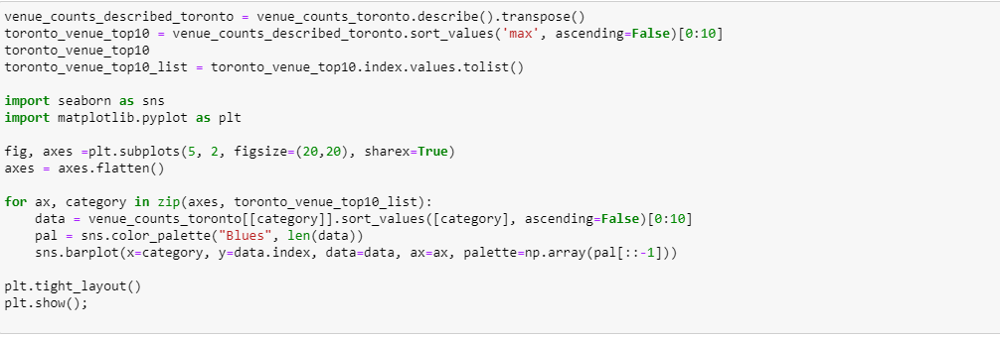 venue_counts_described_toronto = venue_counts_toronto.describe().transpose()
toronto_venue_top10 = venue_counts_described_toronto.sort_values('max', ascending=False)[0:10]
toronto_venue_top10
toronto_venue_top10_list = toronto_venue_top10.index.values.tolist()

import seaborn as sns
import matplotlib.pyplot as plt

fig, axes =plt.subplots(5, 2, figsize=(20,20), sharex=True)
axes = axes.flatten()

for ax, category in zip(axes, toronto_venue_top10_list):
    data = venue_counts_toronto[[category]].sort_values([category], ascending=False)[0:10]
    pal = sns.color_palette("Blues", len(data))
    sns.barplot(x=category, y=data.index, data=data, ax=ax, palette=np.array(pal[::-1]))

plt.tight_layout()
plt.show();